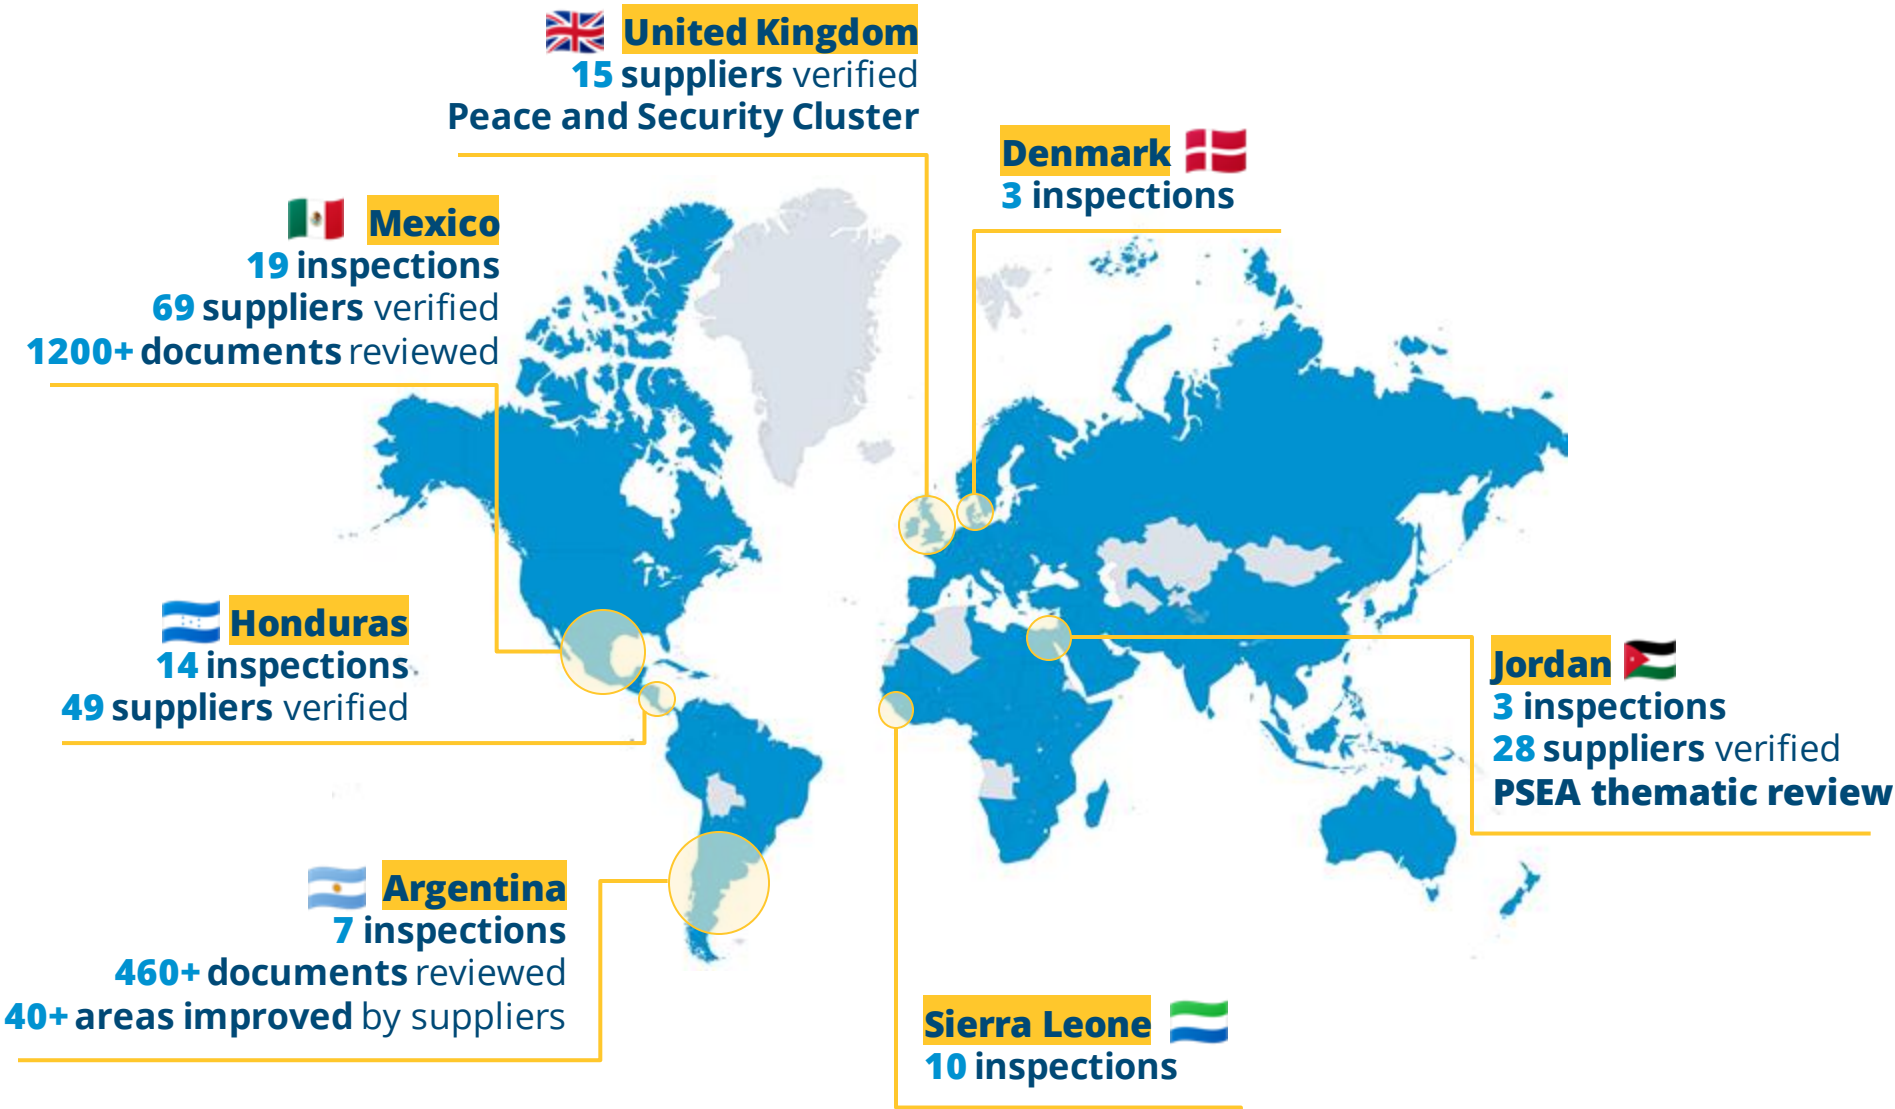 United Kingdom
15 suppliers verified
Peace and Security Cluster
Denmark
3 inspections
Mexico
19 inspections
69 suppliers verified
1200+ documents reviewed
Honduras
14 inspections
49 suppliers verified
Jordan
3 inspections
28 suppliers verified
PSEA thematic review
Argentina
7 inspections
460+ documents reviewed
40+ areas improved by suppliers
Sierra Leone
10 inspections